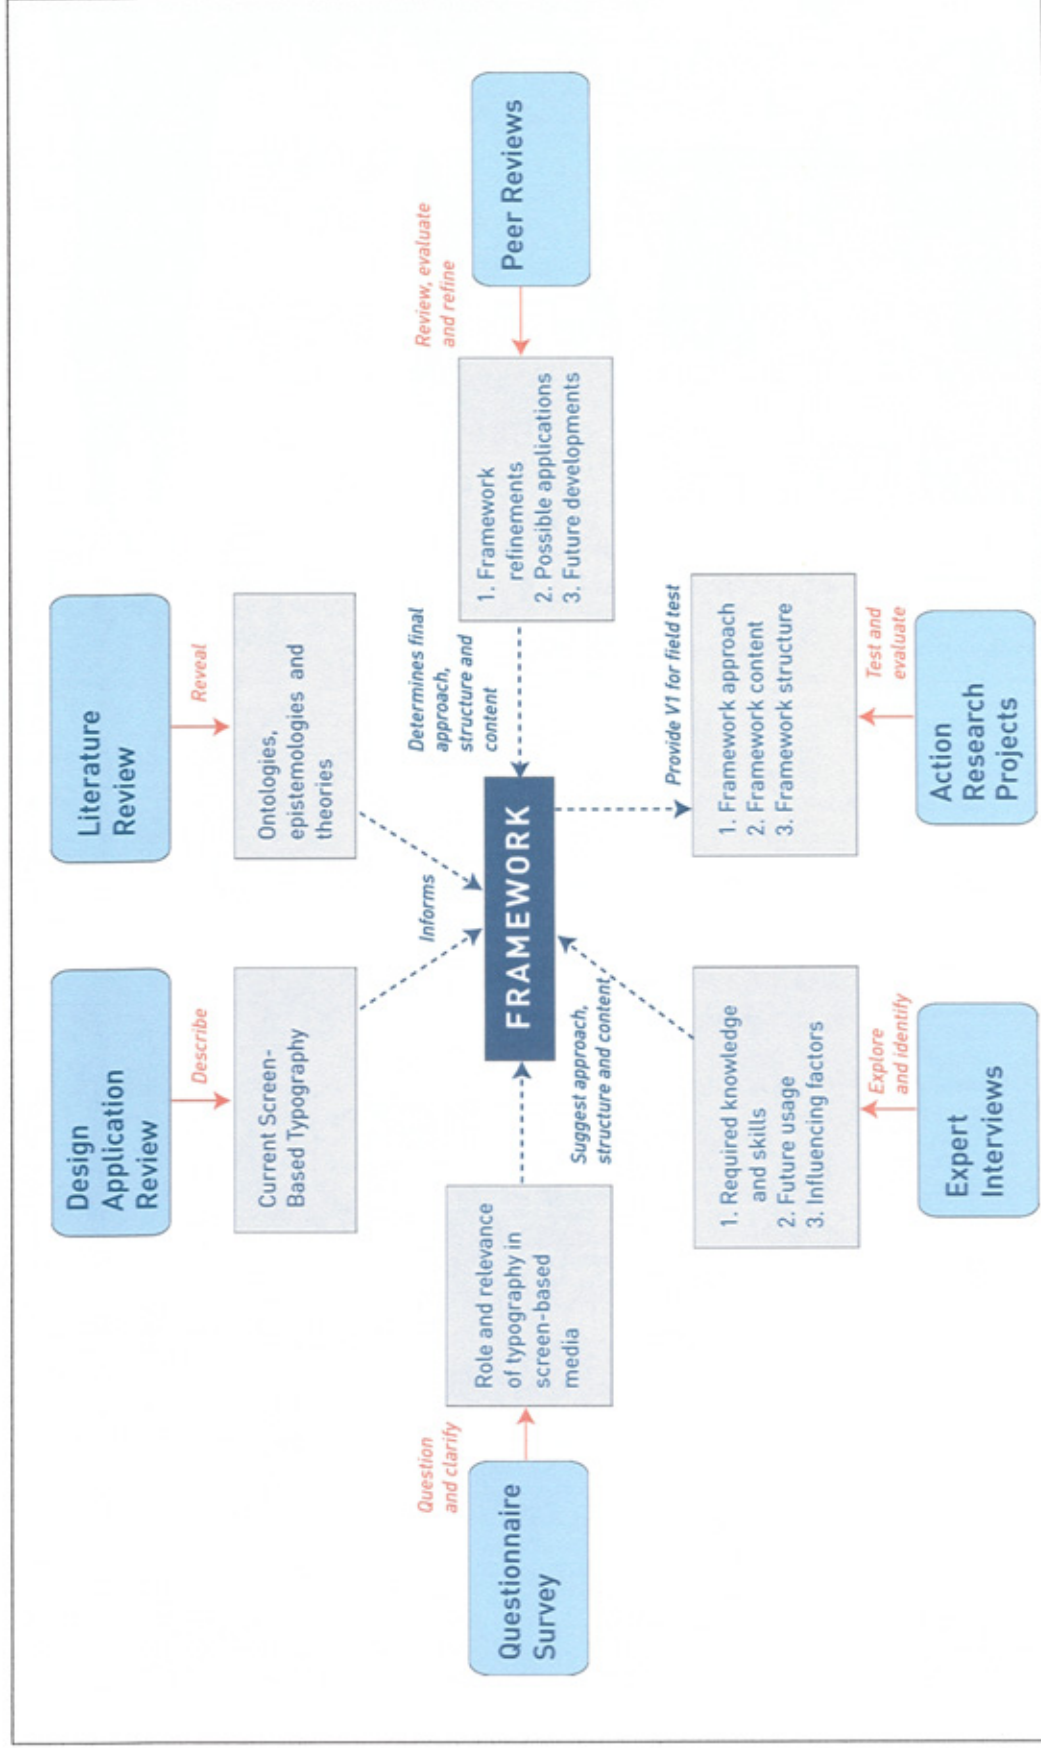 Design
Application
Review
Literature
Review
Describe
Reveal
Current Screen-
Based Typography
Ontologies,
epistemologies and
theories
Informs
Questionnaire
Survey
Question
and clarify
Role and relevance
of typography in
screen-based
media
Suggest approach,
structure and content
FRAMEWORK
Determines final
approach,
structure and
content
1. Framework
refinements
2. Possible applications
3. Future developments
Review, evaluate
and refine
Peer Reviews
Provide V1 for field test
1. Required knowledge
and skills
2. Future usage
3. Influencing factors
1. Framework approach
2. Framework content
3. Framework structure
Explore
and identify
Test and
evaluate
Expert
Interviews
Action
Research
Projects